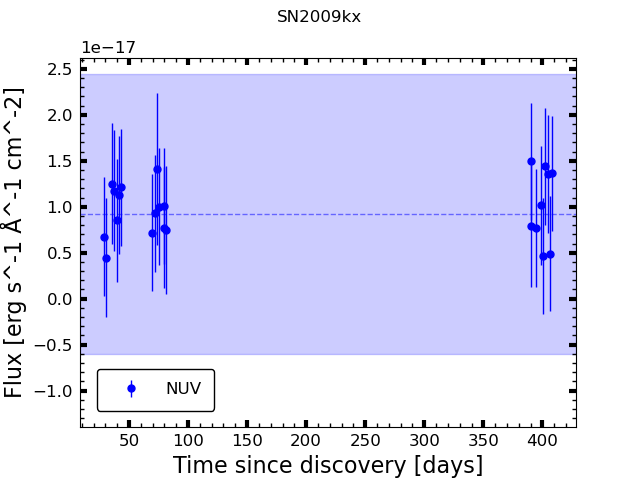 SN2009kx
1e−17
2.5
2.0
1.5
1.0
0.5
0.0
−0.5
−1.0
Flux [erg s^-1 Å^-1 cm^-2]
NUV
50 100 150 200 250 300 350 400
Time since discovery [days]